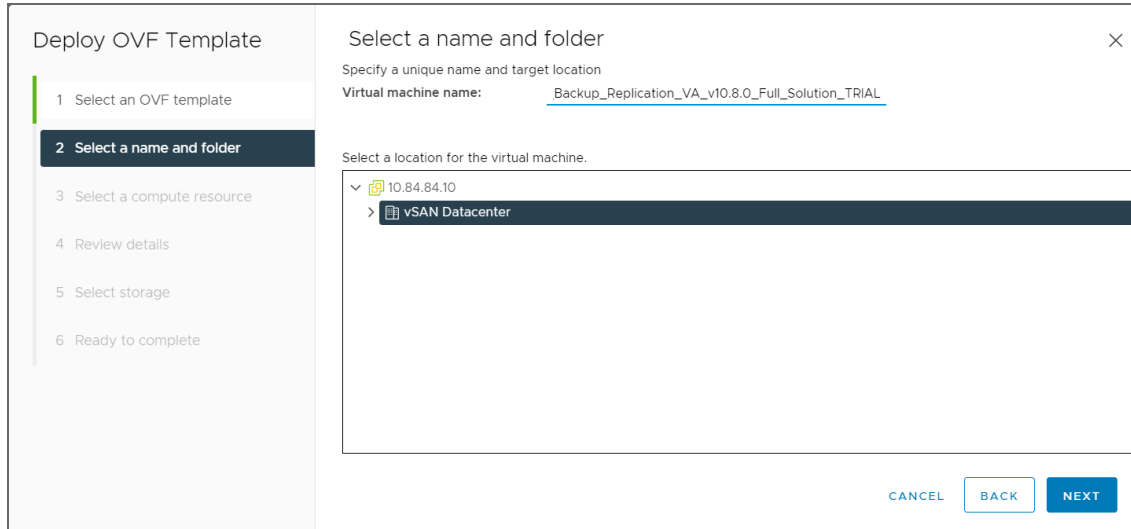 Deploy OVF Template
1 Select an OVF template
2 Select a name and folder
3 Select a compute resource
4 Review details
5 Select storage
6 Ready to complete
Select a name and folder
Specify a unique name and target location
Virtual machine name: Backup_Replication_VA_v10.8.0_Full_Solution_TRIAL
Select a location for the virtual machine.
10.84.84.10
vSAN Datacenter
CANCEL BACK NEXT